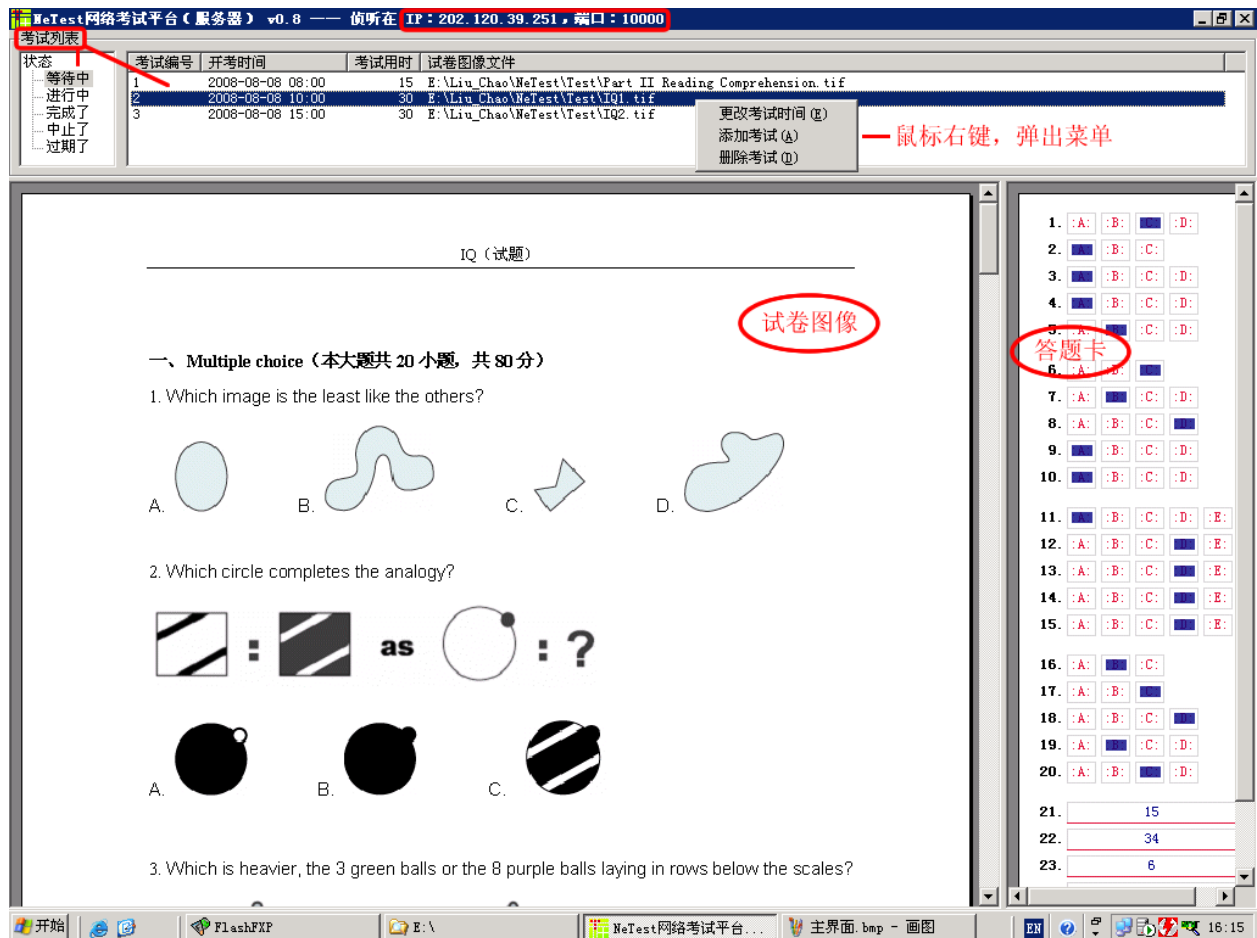 NeTest网络考试平台(服务器) v0.8 —— 侦听在 IP:202.120.39.251,端口:10000
考试列表
状态
等待中
进行中
完成了
中止了
过期了
考试编号 开考时间 考试用时 试卷图像文件
1 2008-08-08 08:00 15 E:\Liu_Chao\NeTest\Test\Part II Reading Comprehension.tif
2 2008-08-08 10:00 30 E:\Liu_Chao\NeTest\Test\IQ1.tif
3 2008-08-08 15:00 30 E:\Liu_Chao\NeTest\Test\IQ2.tif
更改考试时间(E)
添加考试(A)
删除考试(D)
鼠标右键,弹出菜单
IQ(试题)
试卷图像
一、Multiple choice(本大题共 20 小题,共 80 分)
1. Which image is the least like the others?
A. B. C. D.
2. Which circle completes the analogy?
: as : ?
A. B. C.
3. Which is heavier, the 3 green balls or the 8 purple balls laying in rows below the scales?
答题卡
1. :A: :B: :C: :D:
2. :A: :B: :C:
3. :A: :B: :C: :D:
4. :A: :B: :C: :D:
5. :A: :B: :C: :D:
6. :A: :B: :C:
7. :A: :B: :C: :D:
8. :A: :B: :C: :D:
9. :A: :B: :C: :D:
10. :A: :B: :C: :D:
11. :A: :B: :C: :D: :E:
12. :A: :B: :C: :D: :E:
13. :A: :B: :C: :D: :E:
14. :A: :B: :C: :D: :E:
15. :A: :B: :C: :D: :E:
16. :A: :B: :C:
17. :A: :B: :C:
18. :A: :B: :C: :D:
19. :A: :B: :C: :D:
20. :A: :B: :C: :D:
21. 15
22. 34
23. 6
开始 FlashFXP E:\ NeTest网络考试平台... 主界面.bmp - 画图 EN 16:15